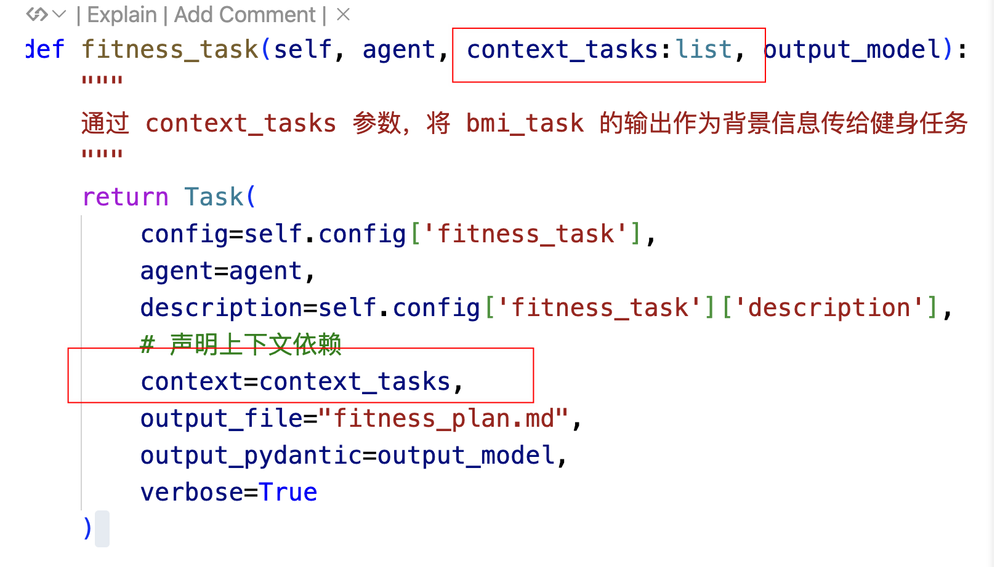 | Explain | Add Comment | ×
def fitness_task(self, agent, context_tasks:list, output_model):
"""
通过 context_tasks 参数，将 bmi_task 的输出作为背景信息传给健身任务
"""
return Task(
config=self.config['fitness_task'],
agent=agent,
description=self.config['fitness_task']['description'],
# 声明上下文依赖
context=context_tasks,
output_file="fitness_plan.md",
output_pydantic=output_model,
verbose=True
)